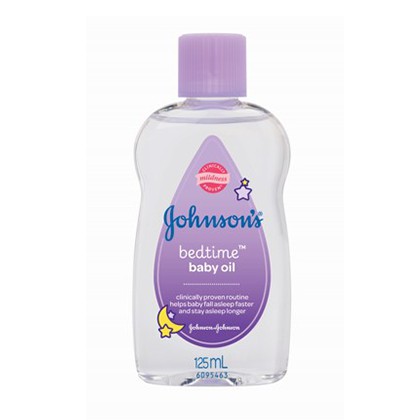 CLINICALLY
mildness
PROVEN
Johnson's®
bedtime™
baby oil
clinically proven routine
helps baby fall asleep faster
and stay asleep longer
Johnson & Johnson
125mL
6095463